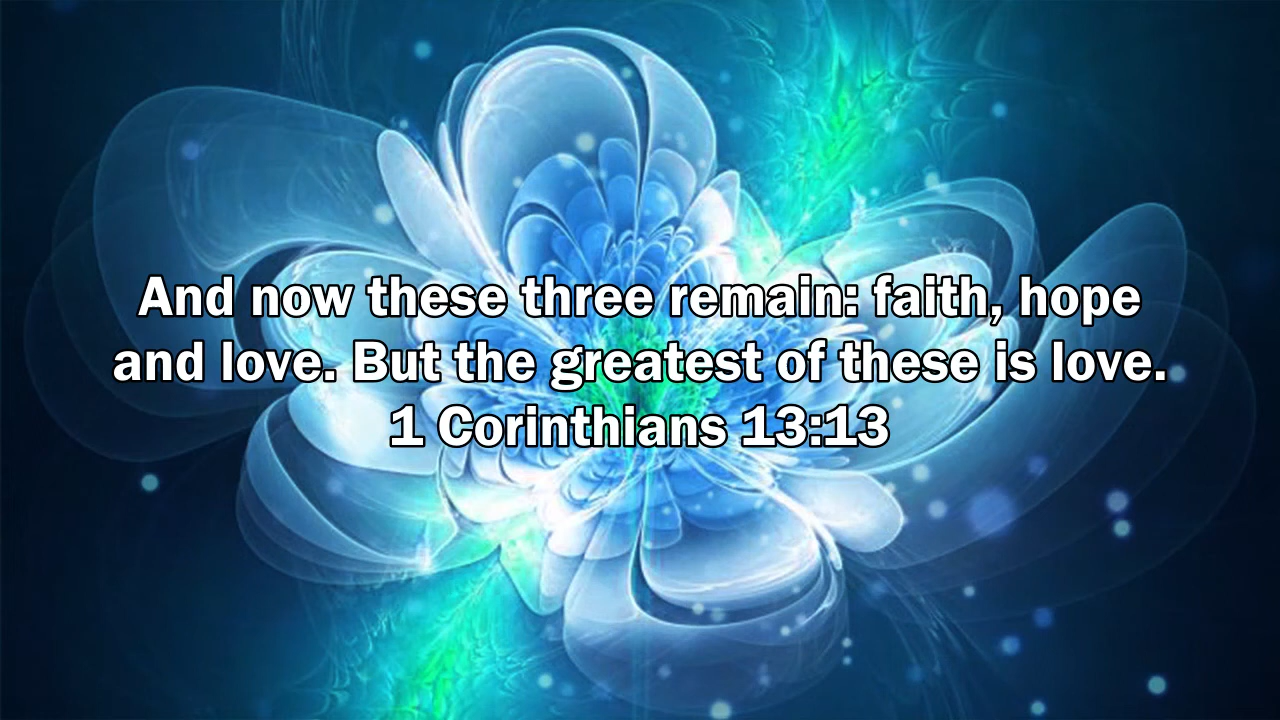 And now these three remain: faith, hope
and love. But the greatest of these is love.
1 Corinthians 13:13